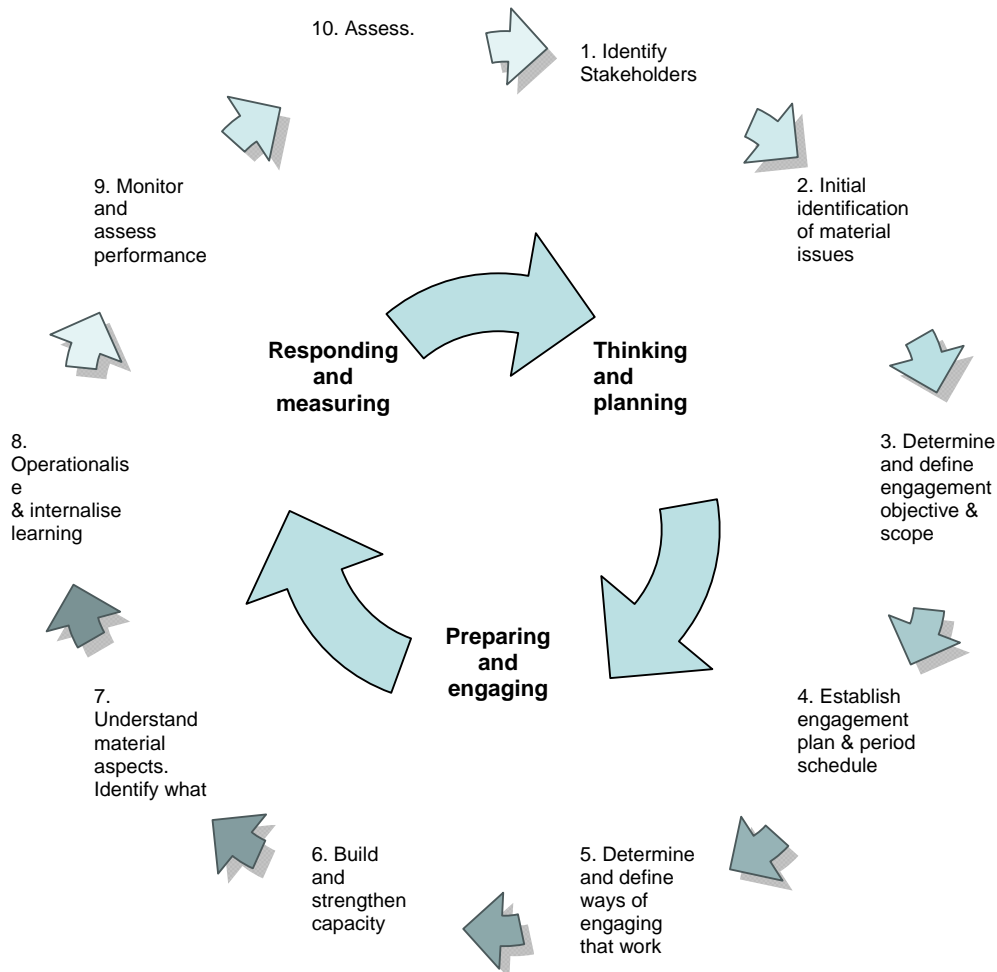 10. Assess.
1. Identify
Stakeholders
2. Initial
identification
of material
issues
3. Determine
and define
engagement
objective &
scope
4. Establish
engagement
plan & period
schedule
5. Determine
and define
ways of
engaging
that work
6. Build
and
strengthen
capacity
7.
Understand
material
aspects.
Identify what
8.
Operationalis
e
& internalise
learning
9. Monitor
and
assess
performance
Responding
and
measuring
Thinking
and
planning
Preparing
and
engaging